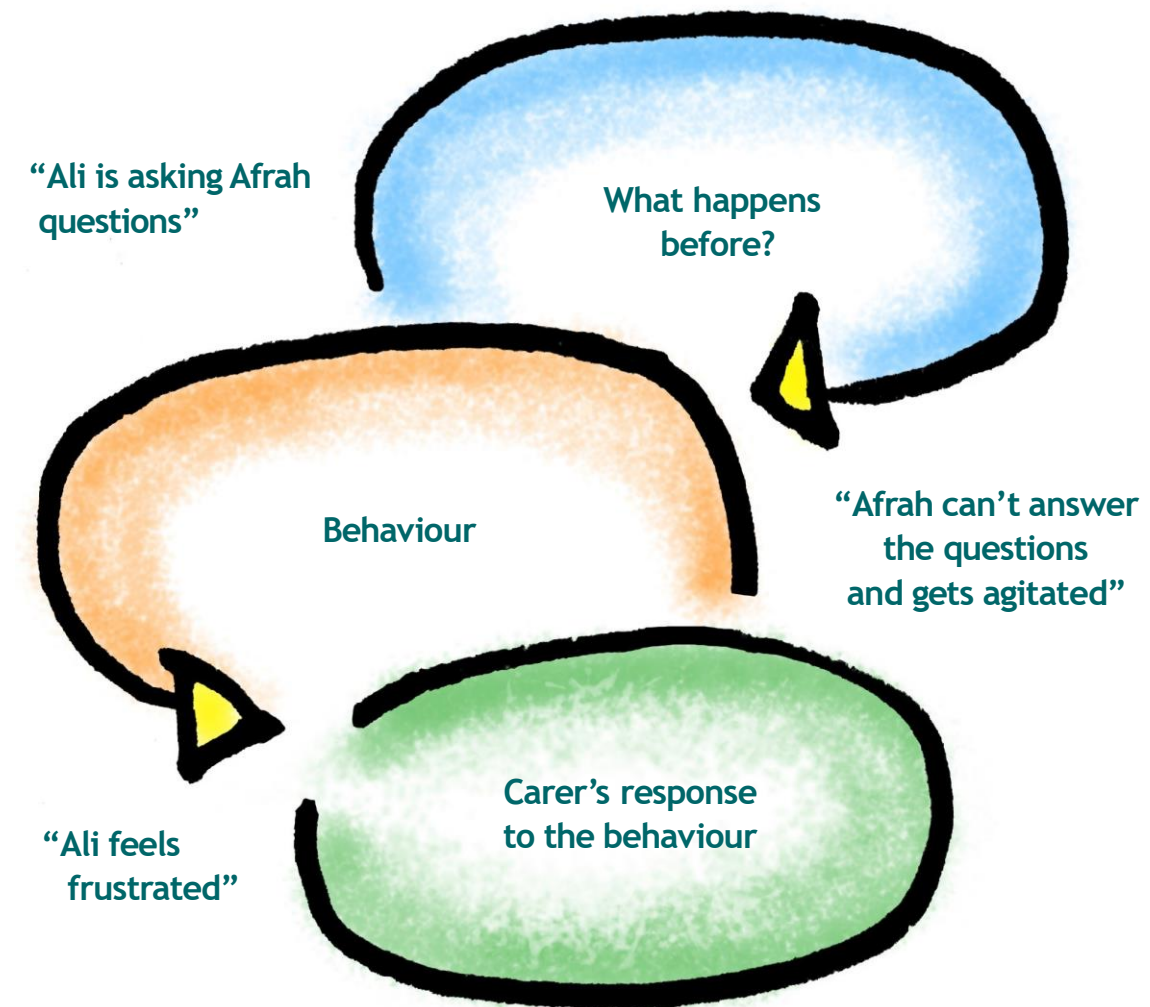 “Ali is asking Afrah
questions”
What happens
before?
Behaviour
“Afrah can’t answer
the questions
and gets agitated”
Carer’s response
to the behaviour
“Ali feels
frustrated”